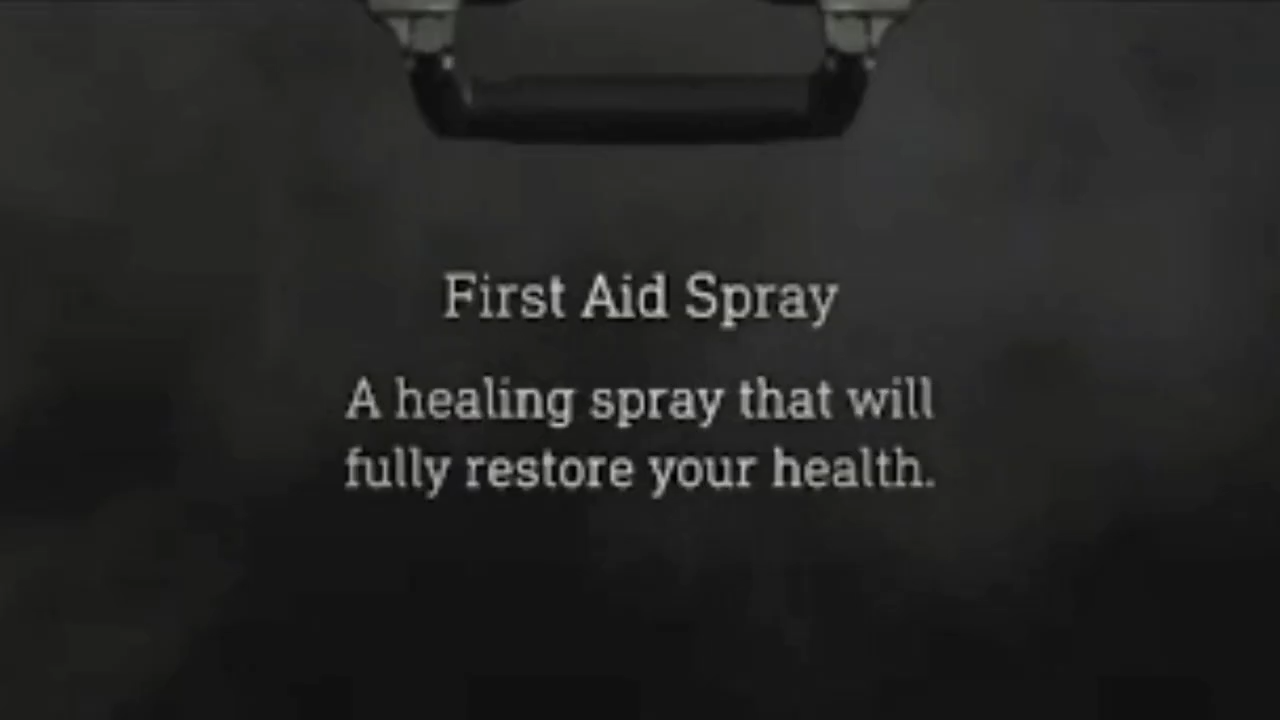 First Aid Spray
A healing spray that will
fully restore your health.